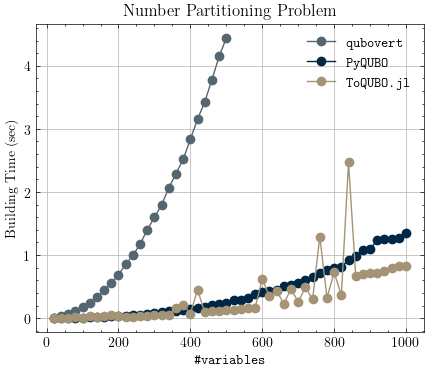 Number Partitioning Problem
Building Time (sec)
4
3
2
1
0
qubovert
PyQUBO
ToQUBO.jl
0 200 400 600 800 1000
#variables